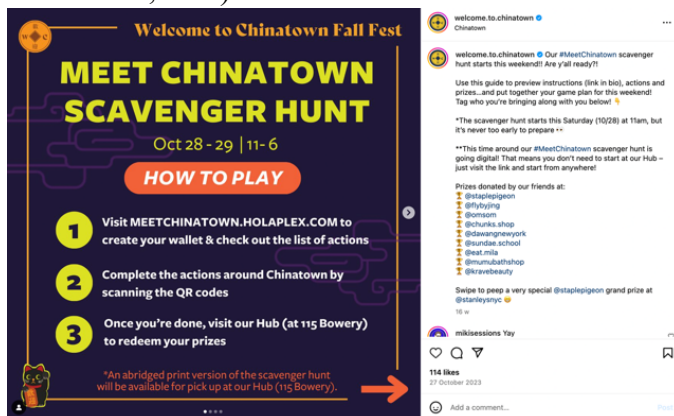 Welcome to Chinatown Fall Fest
W C
MEET CHINATOWN
SCAVENGER HUNT
Oct 28 - 29 | 11- 6
HOW TO PLAY
1
Visit MEETCHINATOWN.HOLAPLEX.COM to
create your wallet & check out the list of actions
2
Complete the actions around Chinatown by
scanning the QR codes
3
Once you're done, visit our Hub (at 115 Bowery)
to redeem your prizes
*An abridged print version of the scavenger hunt
will be available for pick up at our Hub (115 Bowery).
welcome.to.chinatown
Chinatown
welcome.to.chinatown Our #MeetChinatown scavenger
hunt starts this weekend!! Are y'all ready?!
Use this guide to preview instructions (link in bio), actions and
prizes...and put together your game plan for this weekend!
Tag who you're bringing along with you below! 👇
*The scavenger hunt starts this Saturday (10/28) at 11am, but
it's never too early to prepare 👀
**This time around our #MeetChinatown scavenger hunt is
going digital! That means you don't need to start at our Hub –
just visit the link and start from anywhere!
Prizes donated by our friends at:
🏆 @staplepigeon
🏆 @flybyjing
🏆 @omsom
🏆 @chunks.shop
🏆 @dawangnewyork
🏆 @sundae.school
🏆 @eat.mila
🏆 @mumubathshop
🏆 @kravebeauty
Swipe to peep a very special @staplepigeon grand prize at
@stanleysnyc 😉
16 w
mikisessions Yay
114 likes
27 October 2023
Add a comment...
Post